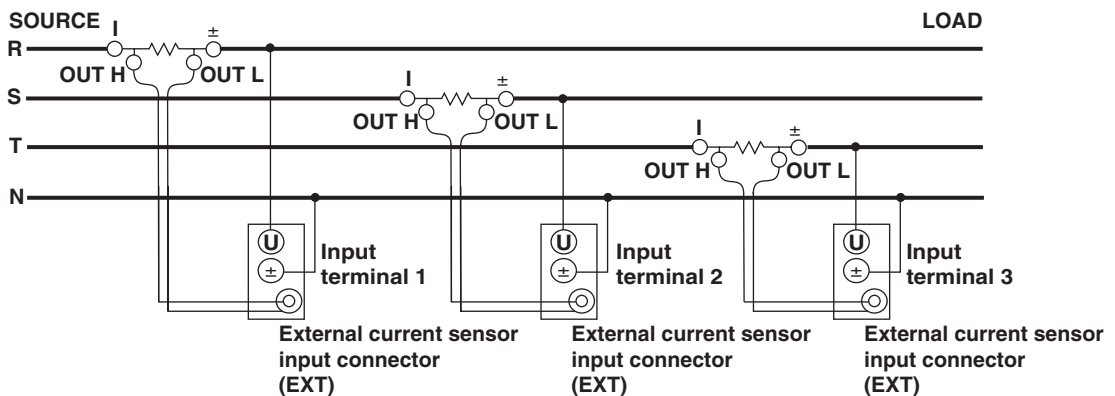 SOURCE I ± LOAD
R
OUT H OUT L
I ±
S
OUT H OUT L
I ±
T
OUT H OUT L
N
U Input
± terminal 1
U Input
± terminal 2
U Input
± terminal 3
External current sensor
input connector
(EXT)
External current sensor
input connector
(EXT)
External current sensor
input connector
(EXT)